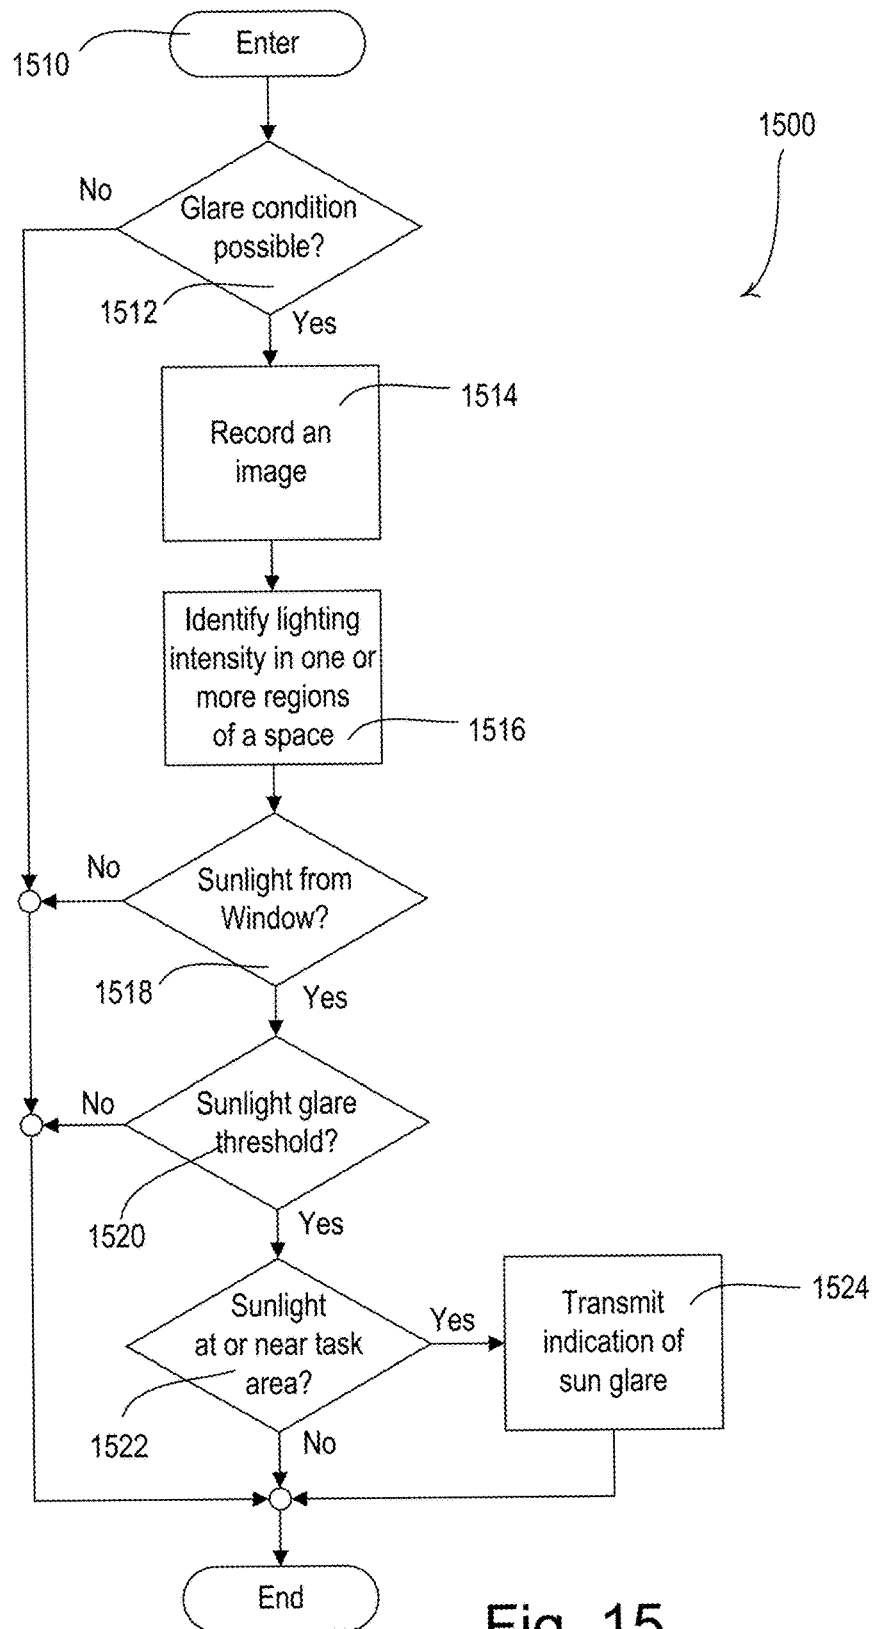 Enter
1510
1500
No
Glare condition
possible?
1512
Yes
1514
Record an
image
Identify lighting
intensity in one or
more regions
of a space
1516
No
Sunlight from
Window?
1518
Yes
No
Sunlight glare
threshold?
1520
Yes
Sunlight
at or near task
area?
Yes
1522
No
Transmit
indication of
sun glare
1524
End
Fig. 15